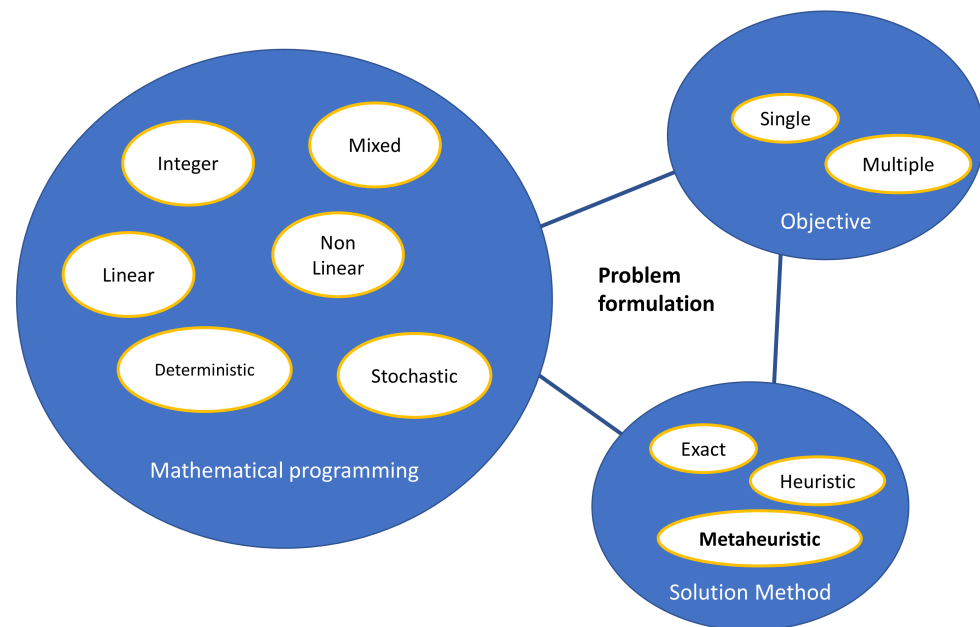 Integer
Mixed
Linear
Non
Linear
Deterministic
Stochastic
Mathematical programming
Single
Multiple
Objective
Problem
formulation
Exact
Heuristic
Metaheuristic
Solution Method